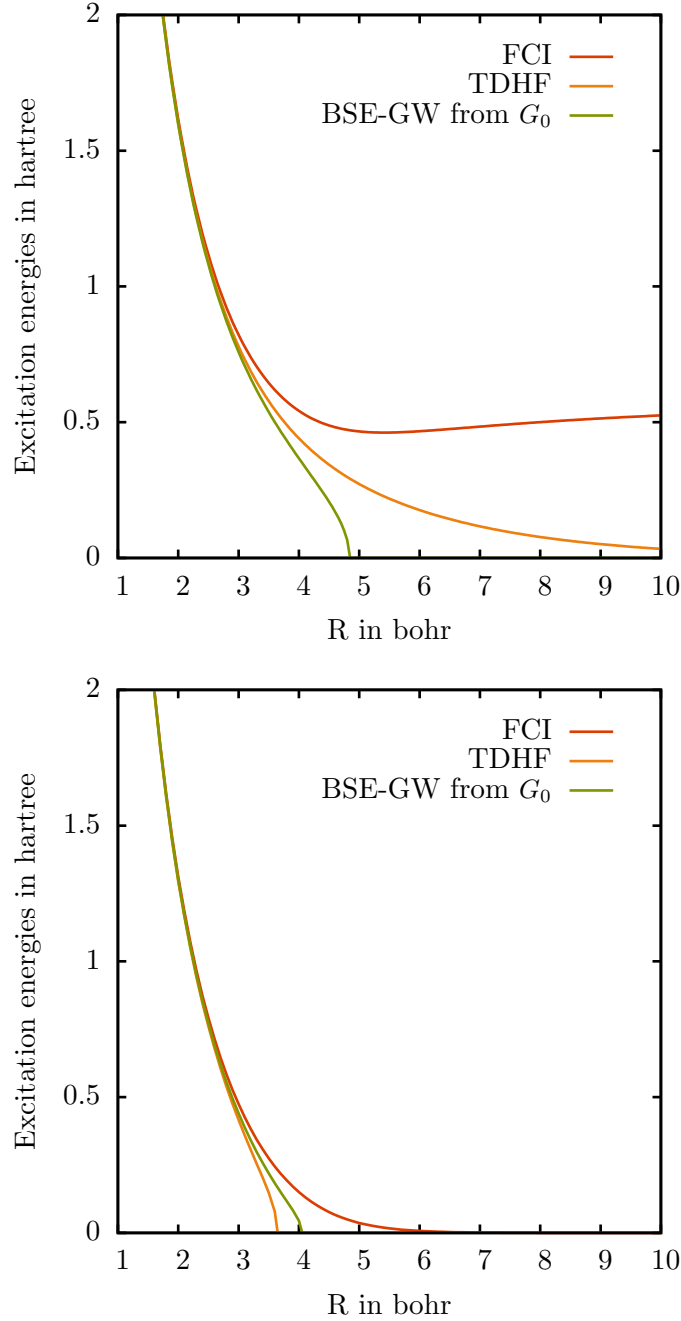 2
1.5
1
0.5
0
1 2 3 4 5 6 7 8 9 10
Excitation energies in hartree
R in bohr
FCI
TDHF
BSE-GW from G₀
2
1.5
1
0.5
0
1 2 3 4 5 6 7 8 9 10
Excitation energies in hartree
R in bohr
FCI
TDHF
BSE-GW from G₀